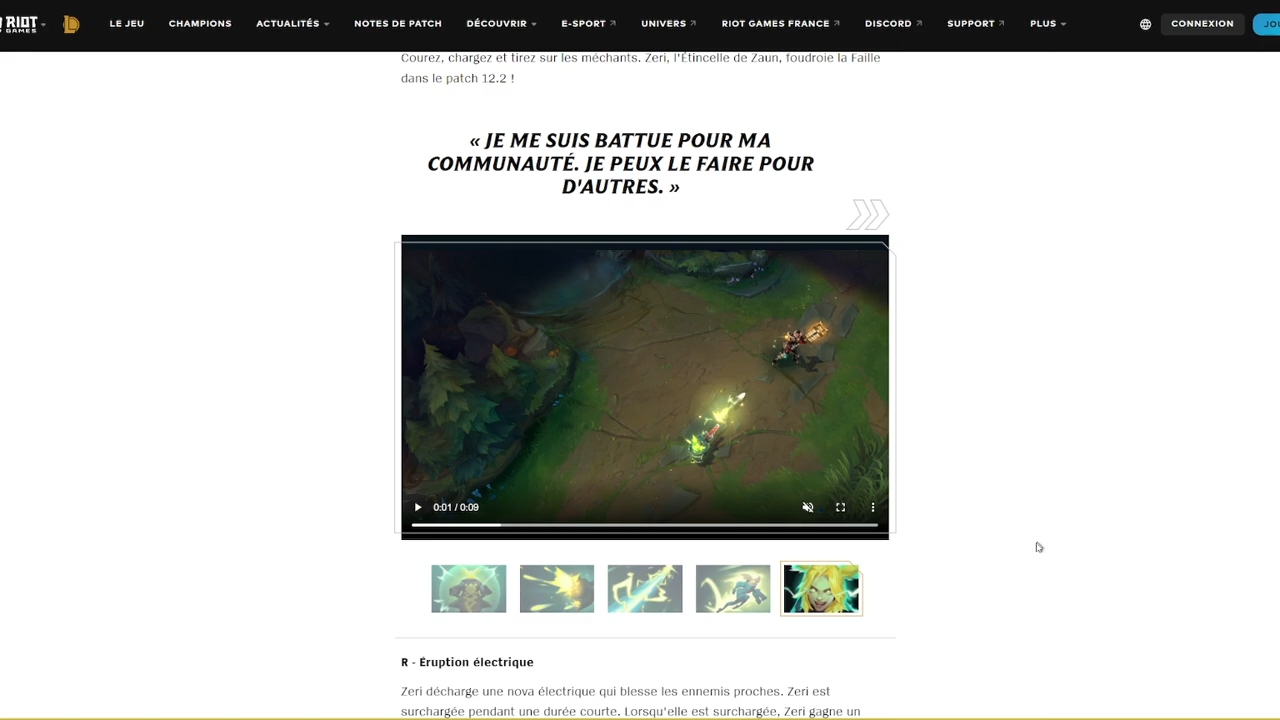 RIOT GAMES
LE JEU CHAMPIONS ACTUALITÉS NOTES DE PATCH DÉCOUVRIR E-SPORT UNIVERS RIOT GAMES FRANCE DISCORD SUPPORT PLUS CONNEXION JOU
Courez, chargez et tirez sur les méchants. Zeri, l'Étincelle de Zaun, foudroie la Faille
dans le patch 12.2 !
« JE ME SUIS BATTUE POUR MA
COMMUNAUTÉ. JE PEUX LE FAIRE POUR
D'AUTRES. »
0:01 / 0:09
R - Éruption électrique
Zeri décharge une nova électrique qui blesse les ennemis proches. Zeri est
surchargée pendant une durée courte. Lorsqu'elle est surchargée, Zeri gagne un